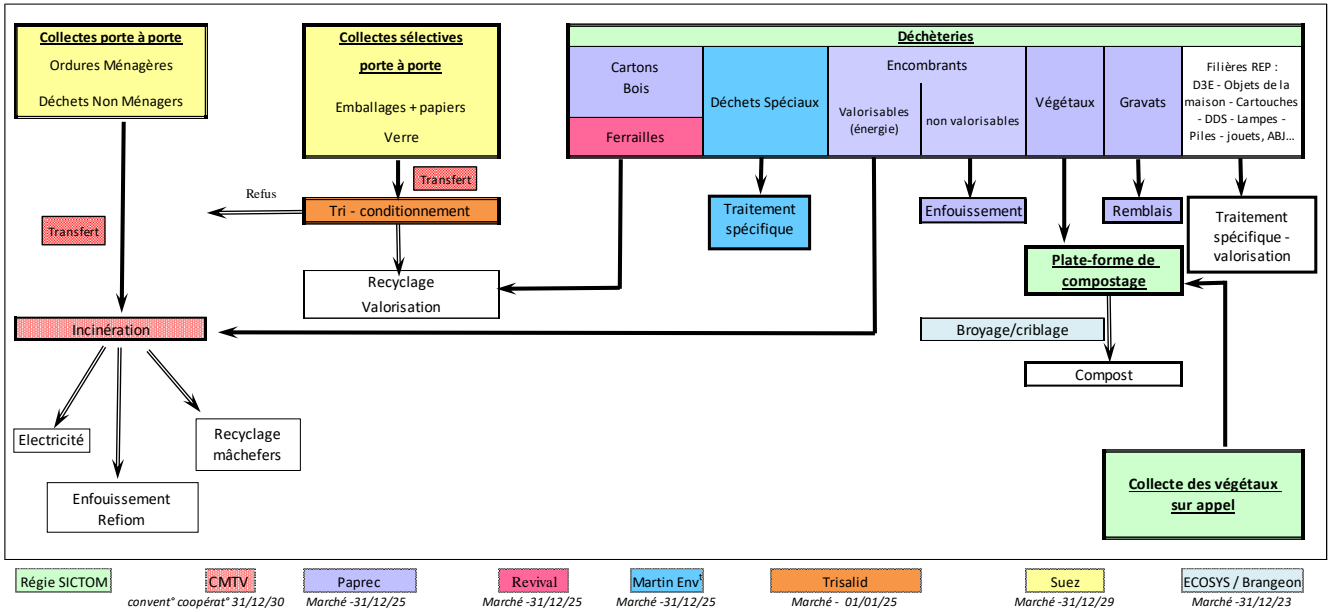 Collectes porte à porte
Ordures Ménagères
Déchets Non Ménagers
Collectes sélectives
porte à porte
Emballages + papiers
Verre
Déchèteries
Cartons
Bois
Ferrailles
Déchets Spéciaux
Encombrants
Valorisables
(énergie)
non valorisables
Végétaux
Gravats
Filières REP :
D3E - Objets de la
maison - Cartouches
- DDS - Lampes -
Piles - jouets, ABJ...
Transfert
Refus
Tri - conditionnement
Transfert
Traitement
spécifique
Enfouissement
Remblais
Traitement
spécifique -
valorisation
Recyclage
Valorisation
Plate-forme de
compostage
Incinération
Broyage/criblage
Compost
Electricité
Recyclage
mâchefers
Enfouissement
Refiom
Collecte des végétaux
sur appel
Régie SICTOM
CMTV
convent° coopérat° 31/12/30
Paprec
Marché -31/12/25
Revival
Marché -31/12/25
Martin Envt
Marché -31/12/25
Trisalid
Marché - 01/01/25
Suez
Marché -31/12/29
ECOSYS / Brangeon
Marché -31/12/23